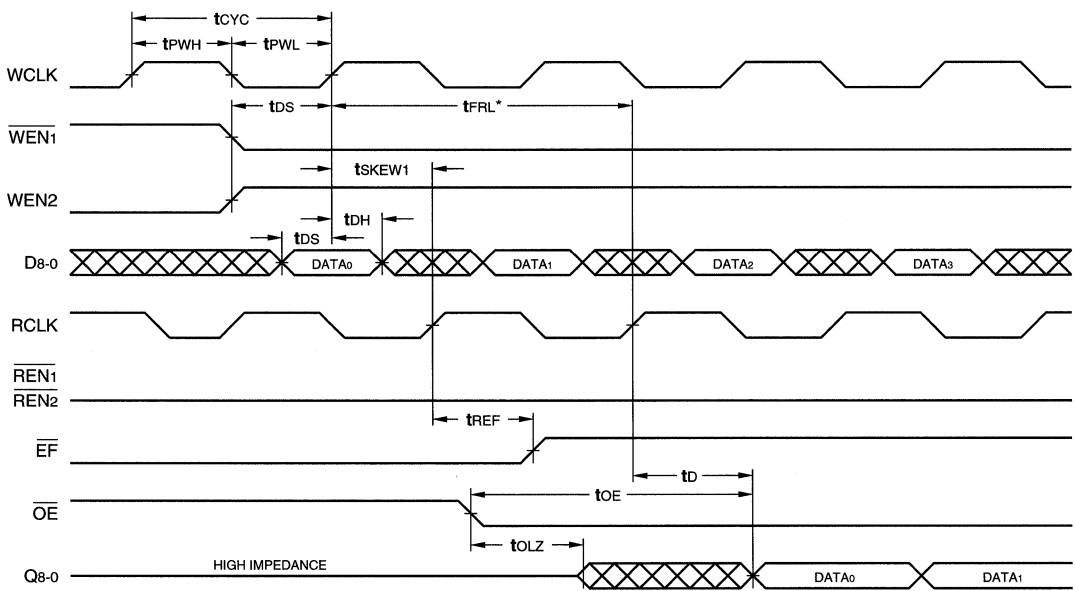 tCYC
tPWH tPWL
WCLK
tDS tFRL*
WEN1
tSKEW1
WEN2
tDH
tDS
D8-0 DATA0 DATA1 DATA2 DATA3
RCLK
REN1
REN2
tREF
EF
tD
tOE
OE
tOLZ
HIGH IMPEDANCE
Q8-0 DATA0 DATA1